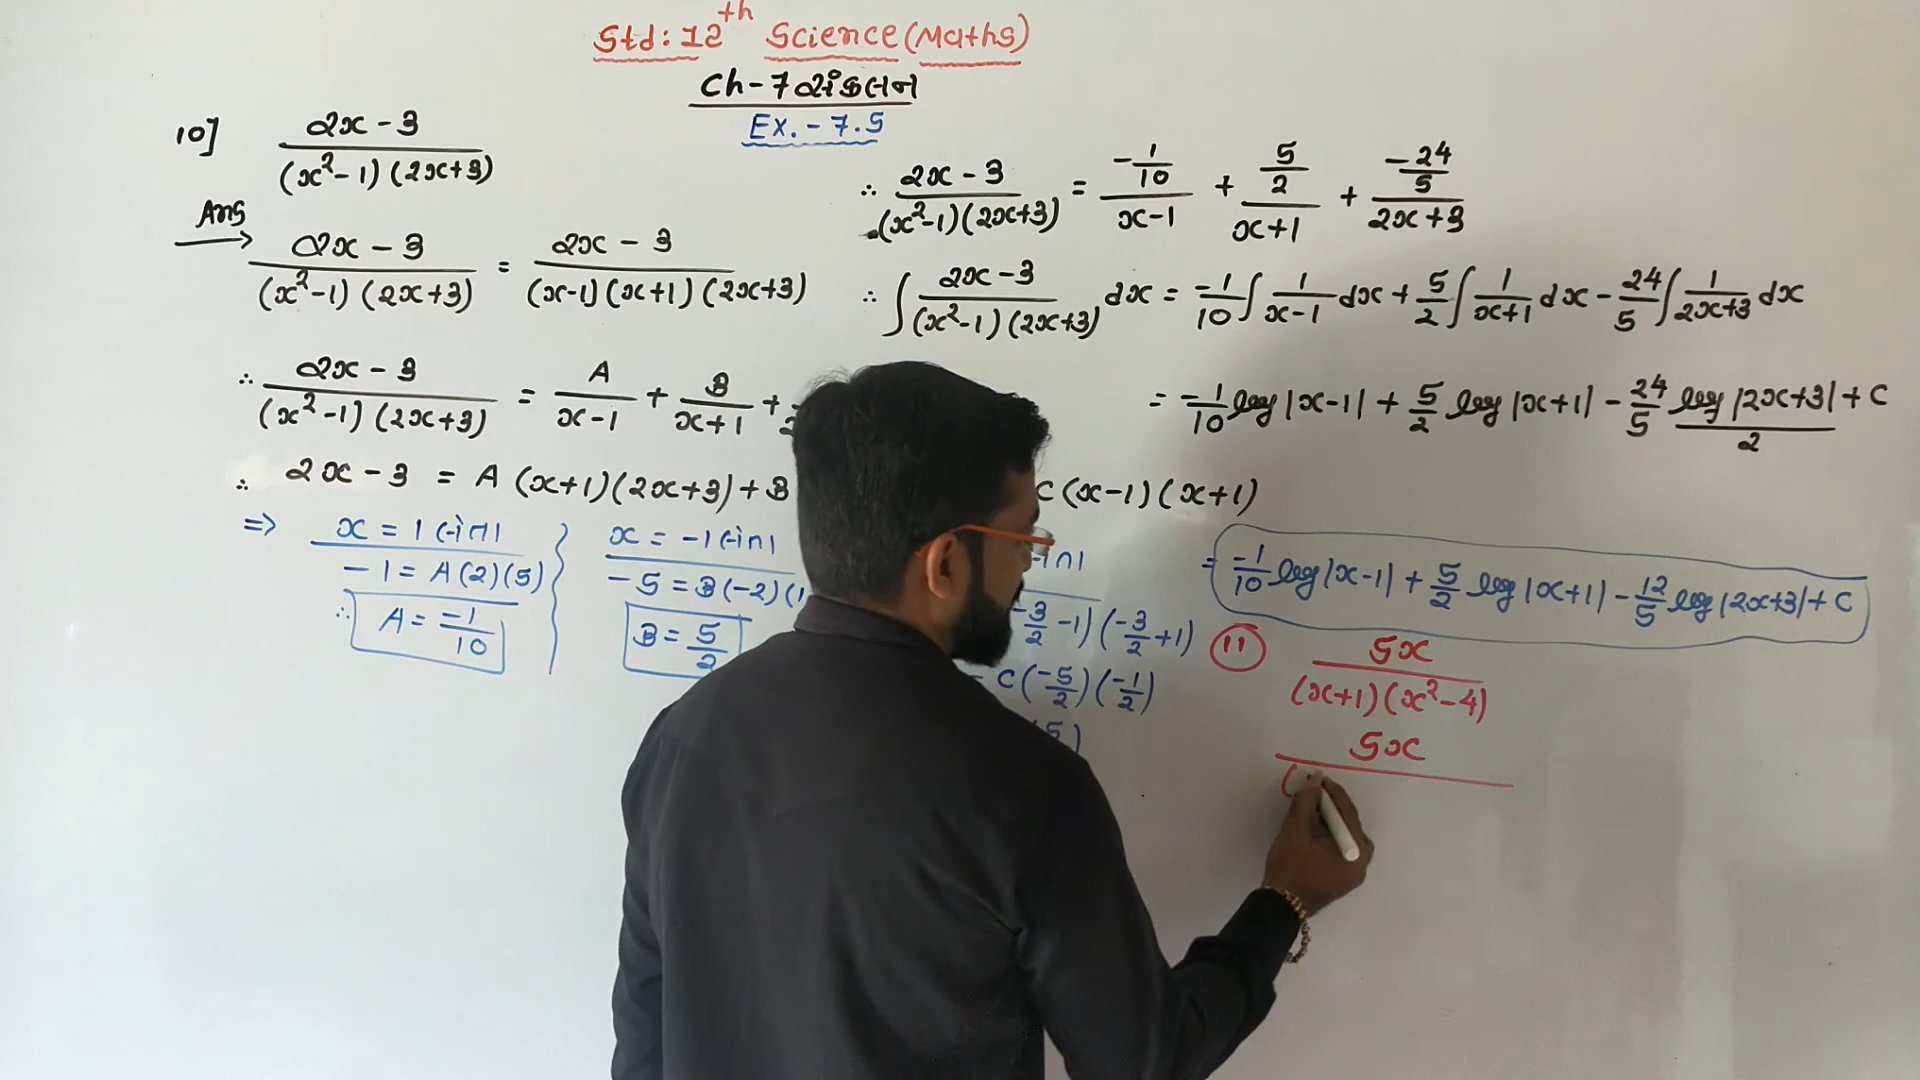 Std: 12th Science (Maths)
Ch-7 સંકલન
Ex.-7.5
10] (2x-3)/((x²-1)(2x+3))
Ans
(2x-3)/((x²-1)(2x+3)) = (2x-3)/((x-1)(x+1)(2x+3))
∴ (2x-3)/((x²-1)(2x+3)) = A/(x-1) + B/(x+1) +
∴ 2x-3 = A(x+1)(2x+3)+B C(x-1)(x+1)
=> x = 1 લેતાં
-1 = A(2)(5)
∴ A = -1/10
x = -1 લેતાં
-5 = B(-2)(1
B = 5/2
-3/2 -1)(-3/2 +1)
C(-5/2)(-1/2)
∴ (2x-3)/((x²-1)(2x+3)) = (-1/10)/(x-1) + (5/2)/(x+1) + (-24/5)/(2x+3)
∴ ∫ (2x-3)/((x²-1)(2x+3)) dx = -1/10 ∫ 1/(x-1) dx + 5/2 ∫ 1/(x+1) dx - 24/5 ∫ 1/(2x+3) dx
= -1/10 log|x-1| + 5/2 log|x+1| - 24/5 log|2x+3|/2 + C
= -1/10 log|x-1| + 5/2 log|x+1| - 12/5 log|2x+3| + C
11 5x/((x+1)(x²-4))
5x
(